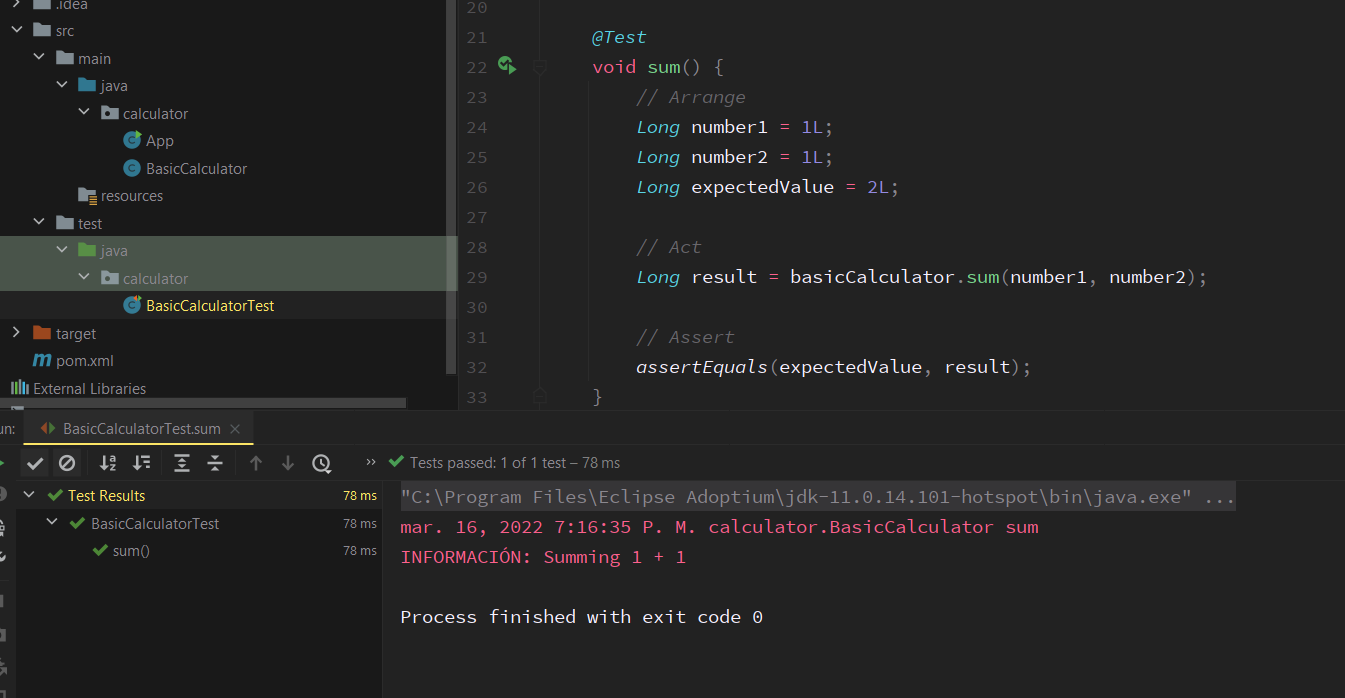 .idea
src
main
java
calculator
App
BasicCalculator
resources
test
java
calculator
BasicCalculatorTest
target
pom.xml
External Libraries
20
21 @Test
22 void sum() {
23 // Arrange
24 Long number1 = 1L;
25 Long number2 = 1L;
26 Long expectedValue = 2L;
27
28 // Act
29 Long result = basicCalculator.sum(number1, number2);
30
31 // Assert
32 assertEquals(expectedValue, result);
33 }
un: BasicCalculatorTest.sum
Tests passed: 1 of 1 test – 78 ms
Test Results 78 ms
BasicCalculatorTest 78 ms
sum() 78 ms
"C:\Program Files\Eclipse Adoptium\jdk-11.0.14.101-hotspot\bin\java.exe" ...
mar. 16, 2022 7:16:35 P. M. calculator.BasicCalculator sum
INFORMACIÓN: Summing 1 + 1
Process finished with exit code 0